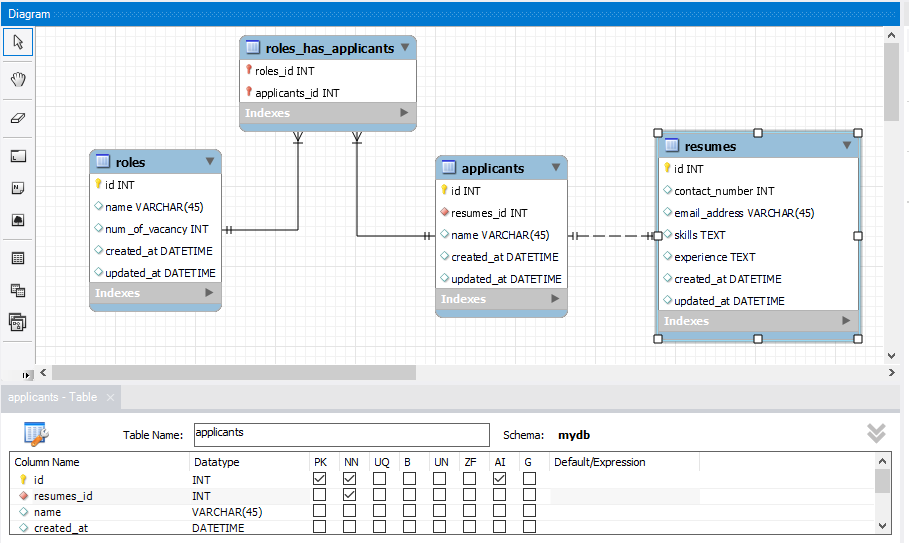 Diagram
roles_has_applicants
roles_id INT
applicants_id INT
Indexes
roles
id INT
name VARCHAR(45)
num_of_vacancy INT
created_at DATETIME
updated_at DATETIME
Indexes
applicants
id INT
resumes_id INT
name VARCHAR(45)
created_at DATETIME
updated_at DATETIME
Indexes
resumes
id INT
contact_number INT
email_address VARCHAR(45)
skills TEXT
experience TEXT
created_at DATETIME
updated_at DATETIME
Indexes
applicants - Table
Table Name: applicants Schema: mydb
Column Name Datatype PK NN UQ B UN ZF AI G Default/Expression
id INT
resumes_id INT
name VARCHAR(45)
created_at DATETIME